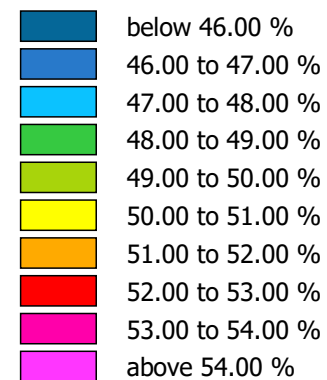 below 46.00 %
46.00 to 47.00 %
47.00 to 48.00 %
48.00 to 49.00 %
49.00 to 50.00 %
50.00 to 51.00 %
51.00 to 52.00 %
52.00 to 53.00 %
53.00 to 54.00 %
above 54.00 %